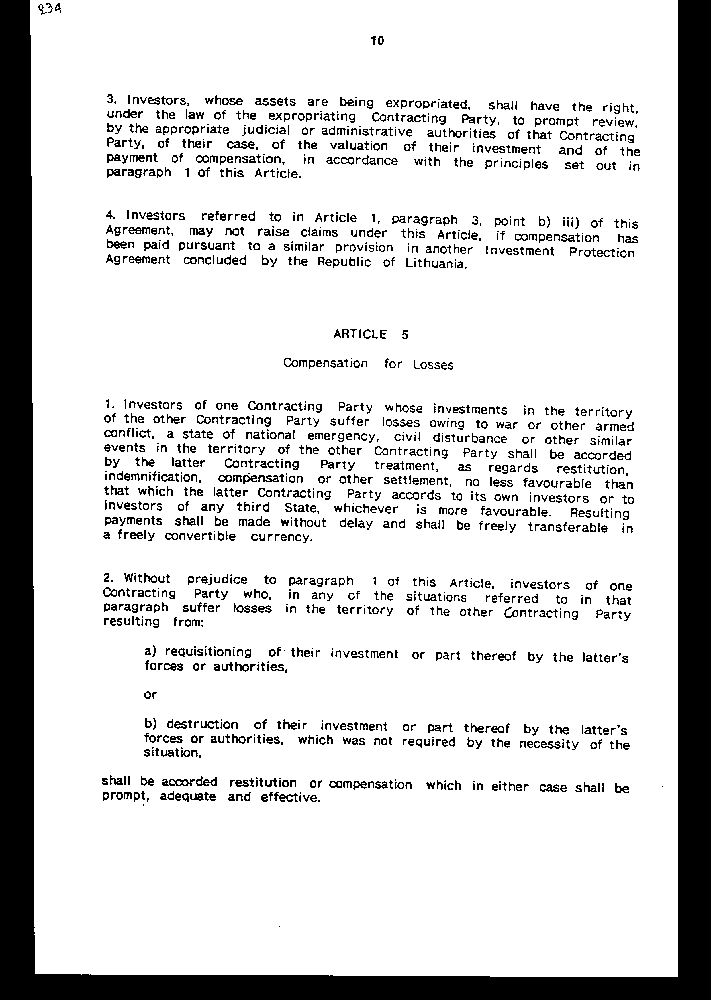 234
10
3. Investors, whose assets are being expropriated, shall have the right,
under the law of the expropriating Contracting Party, to prompt review,
by the appropriate judicial or administrative authorities of that Contracting
Party, of their case, of the valuation of their investment and of the
payment of compensation, in accordance with the principles set out in
paragraph 1 of this Article.
4. Investors referred to in Article 1, paragraph 3, point b) iii) of this
Agreement, may not raise claims under this Article, if compensation has
been paid pursuant to a similar provision in another Investment Protection
Agreement concluded by the Republic of Lithuania.
ARTICLE 5
Compensation for Losses
1. Investors of one Contracting Party whose investments in the territory
of the other Contracting Party suffer losses owing to war or other armed
conflict, a state of national emergency, civil disturbance or other similar
events in the territory of the other Contracting Party shall be accorded
by the latter Contracting Party treatment, as regards restitution,
indemnification, compensation or other settlement, no less favourable than
that which the latter Contracting Party accords to its own investors or to
investors of any third State, whichever is more favourable. Resulting
payments shall be made without delay and shall be freely transferable in
a freely convertible currency.
2. Without prejudice to paragraph 1 of this Article, investors of one
Contracting Party who, in any of the situations referred to in that
paragraph suffer losses in the territory of the other Contracting Party
resulting from:
a) requisitioning of their investment or part thereof by the latter's
forces or authorities,
or
b) destruction of their investment or part thereof by the latter's
forces or authorities, which was not required by the necessity of the
situation,
shall be accorded restitution or compensation which in either case shall be
prompt, adequate and effective.